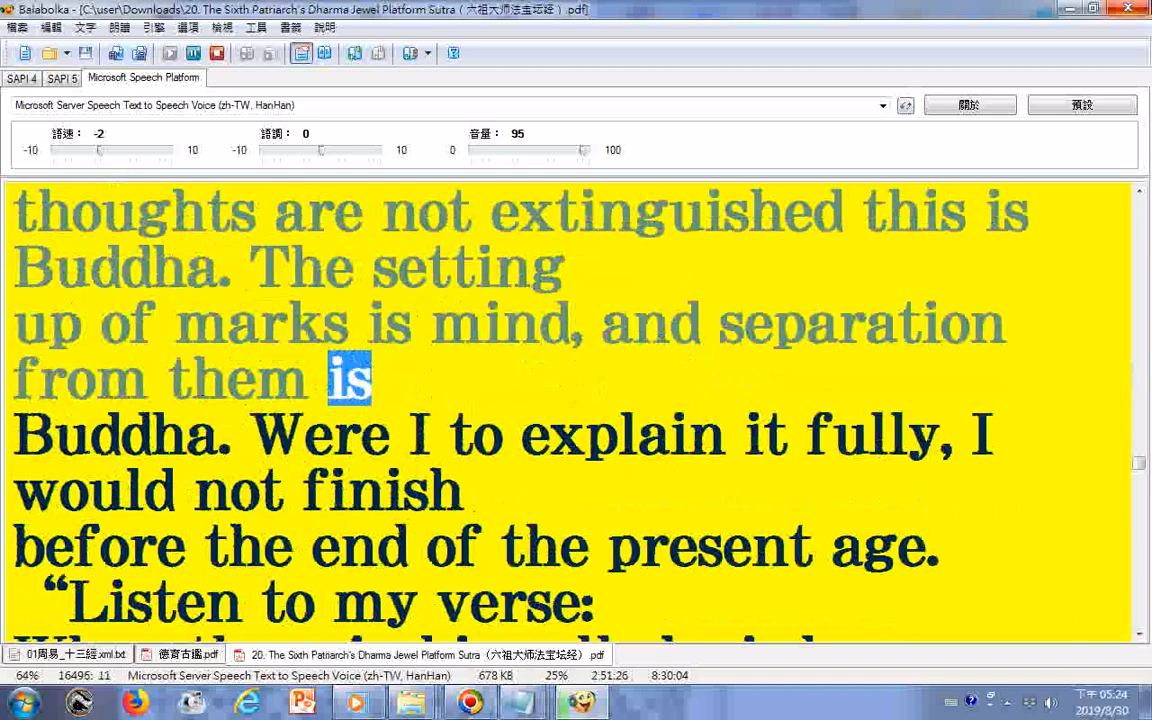 Balabolka - [C:\user\Downloads\20. The Sixth Patriarch's Dharma Jewel Platform Sutra（六祖大师法宝坛经）.pdf]
檔案 編輯 文字 朗讀 引擎 選項 檢視 工具 書籤 說明
SAPI 4 SAPI 5 Microsoft Speech Platform
Microsoft Server Speech Text to Speech Voice (zh-TW, HanHan) 關於 預設
語速： -2 語調： 0 音量： 95
-10 10 -10 10 0 100
thoughts are not extinguished this is
Buddha. The setting
up of marks is mind, and separation
from them is
Buddha. Were I to explain it fully, I
would not finish
before the end of the present age.
“Listen to my verse:
01周易_十三經.xml.txt 德育古鑑.pdf 20. The Sixth Patriarch's Dharma Jewel Platform Sutra（六祖大师法宝坛经）.pdf
64% 16495: 11 Microsoft Server Speech Text to Speech Voice (zh-TW, HanHan) 678 KB 25% 2:51:26 8:30:04
下午 05:24
2019/8/30